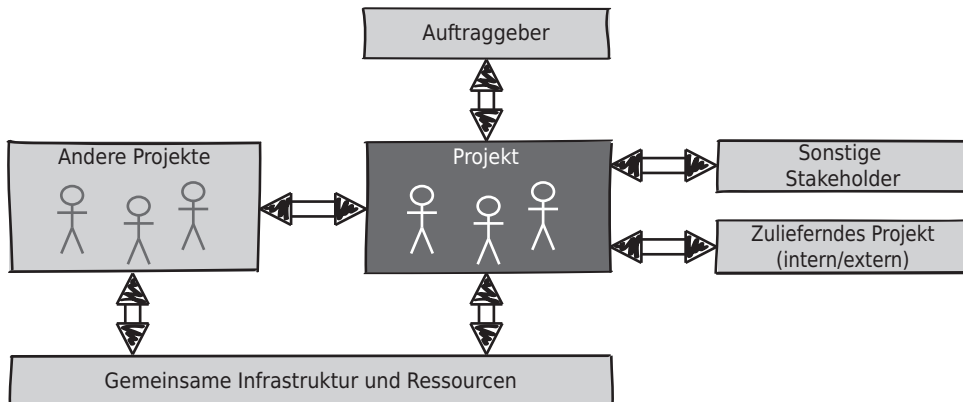 Auftraggeber
Andere Projekte
Projekt
Sonstige
Stakeholder
Zulieferndes Projekt
(intern/extern)
Gemeinsame Infrastruktur und Ressourcen